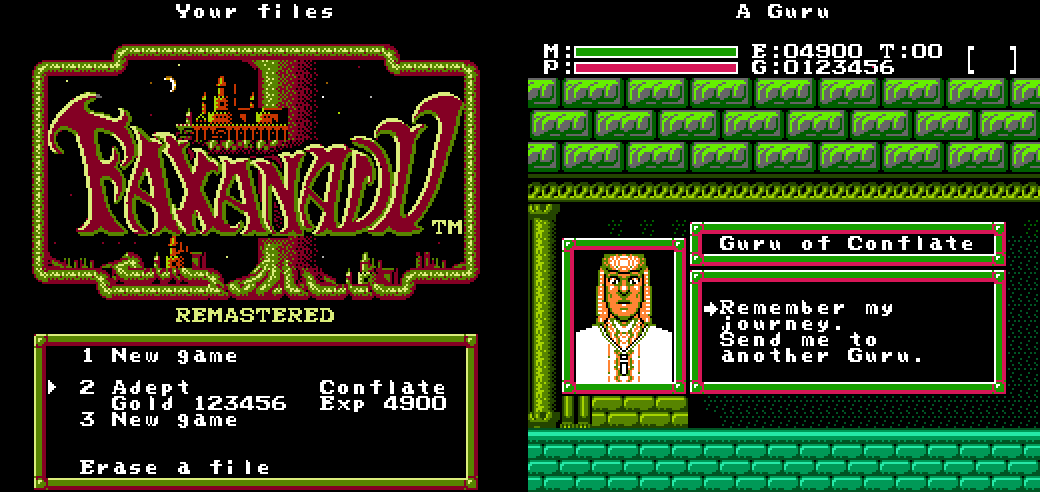 Your files
FAXANADU TM
REMASTERED
1 New game
2 Adept Conflate
Gold 123456 Exp 4900
3 New game
Erase a file
A Guru
M: E:04900 T:00 [ ]
P: G:0123456
Guru of Conflate
Remember my
journey.
Send me to
another Guru.